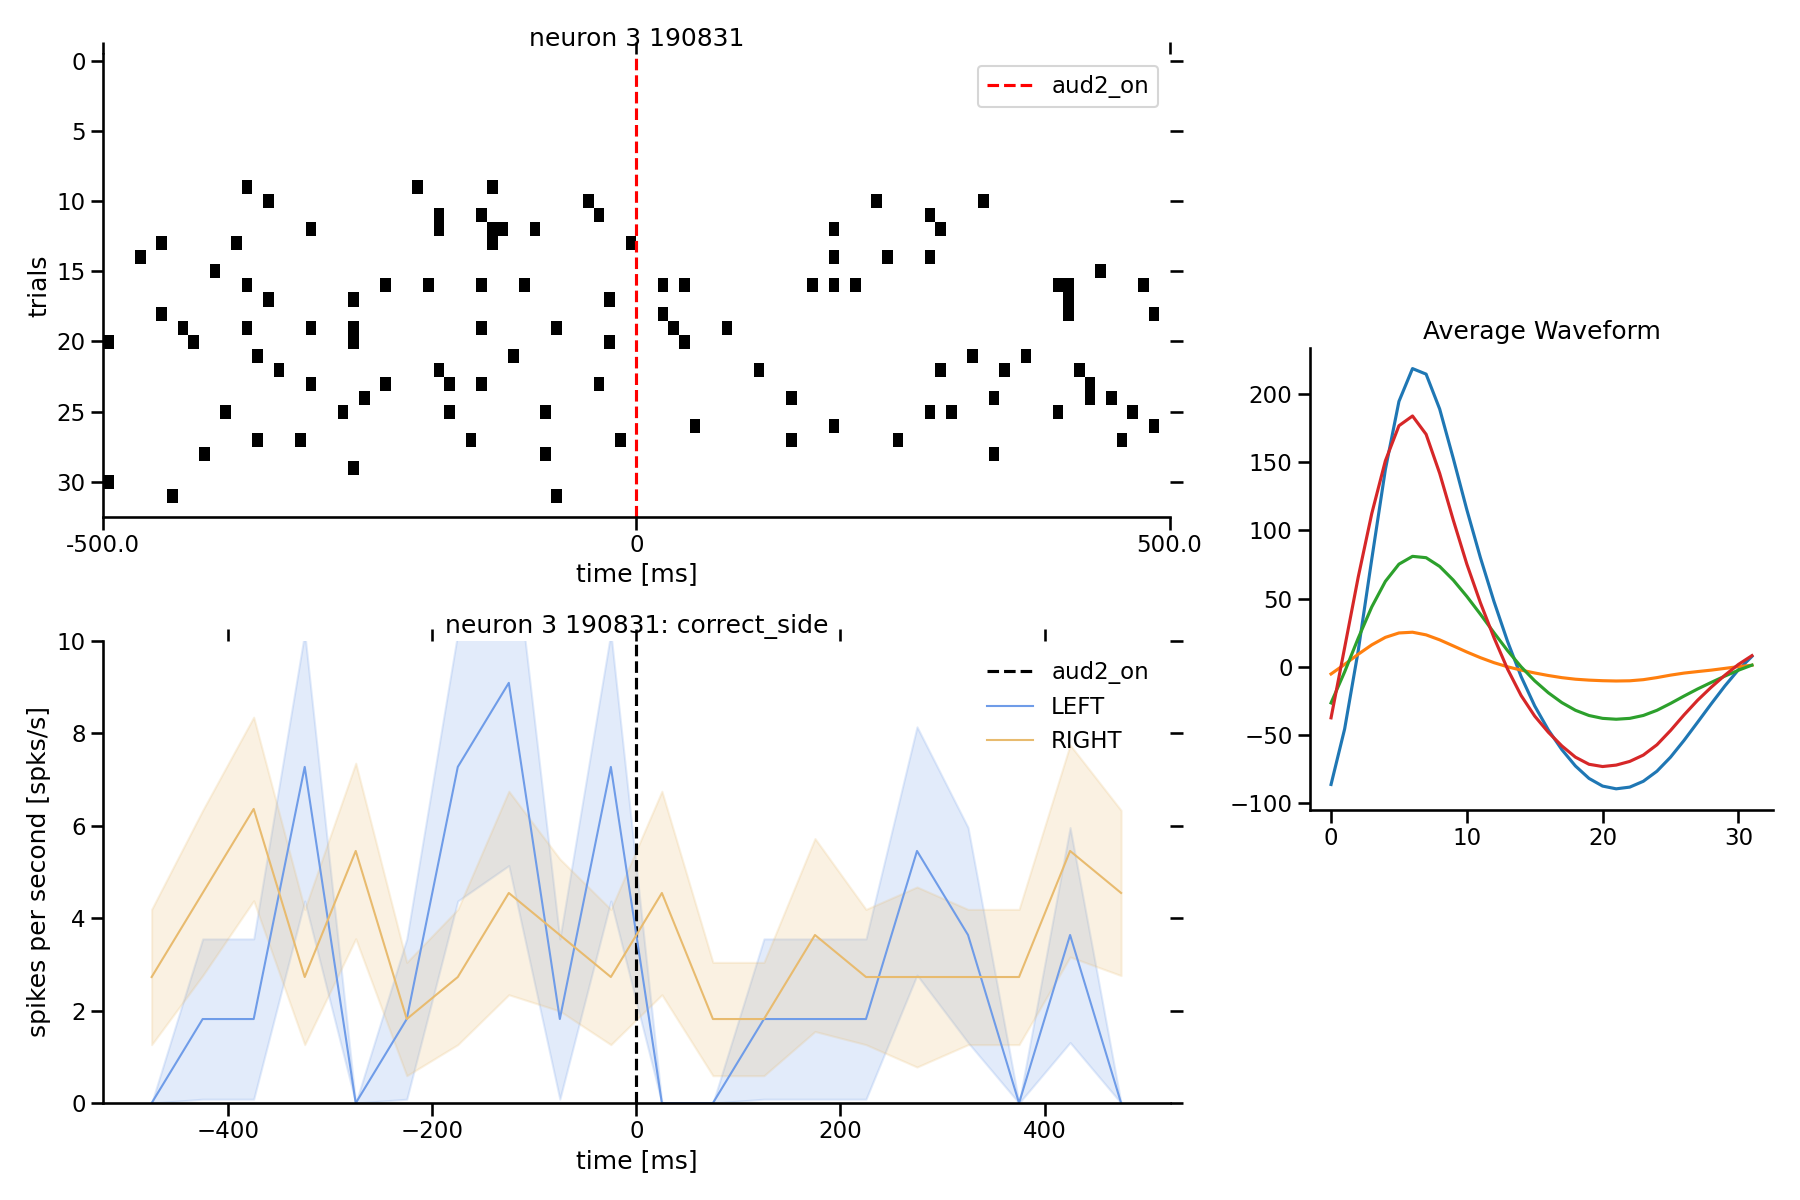 neuron 3 190831
aud2_on
trials
0
5
10
15
20
25
30
-500.0
0
500.0
time [ms]
neuron 3 190831: correct_side
aud2_on
LEFT
RIGHT
spikes per second [spks/s]
10
8
6
4
2
0
−400
−200
0
200
400
time [ms]
Average Waveform
200
150
100
50
0
−50
−100
0
10
20
30